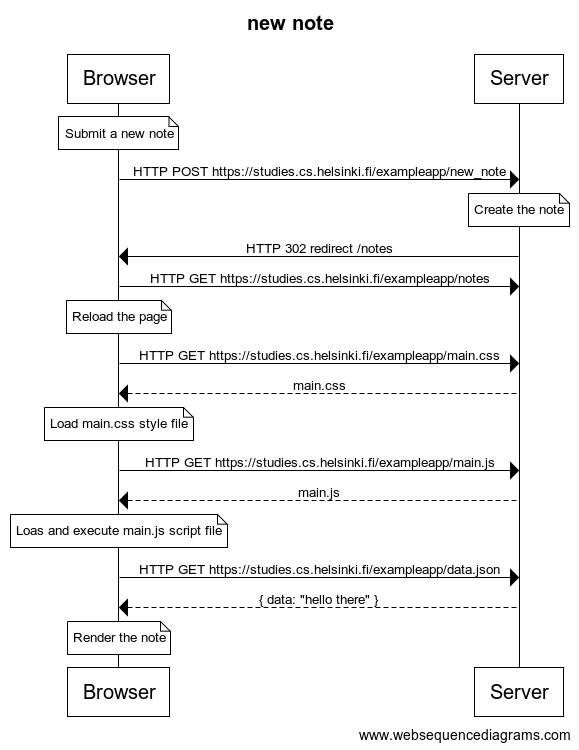 new note
Browser
Server
Submit a new note
HTTP POST https://studies.cs.helsinki.fi/exampleapp/new_note
Create the note
HTTP 302 redirect /notes
HTTP GET https://studies.cs.helsinki.fi/exampleapp/notes
Reload the page
HTTP GET https://studies.cs.helsinki.fi/exampleapp/main.css
main.css
Load main.css style file
HTTP GET https://studies.cs.helsinki.fi/exampleapp/main.js
main.js
Loas and execute main.js script file
HTTP GET https://studies.cs.helsinki.fi/exampleapp/data.json
{ data: "hello there" }
Render the note
Browser
Server
www.websequencediagrams.com